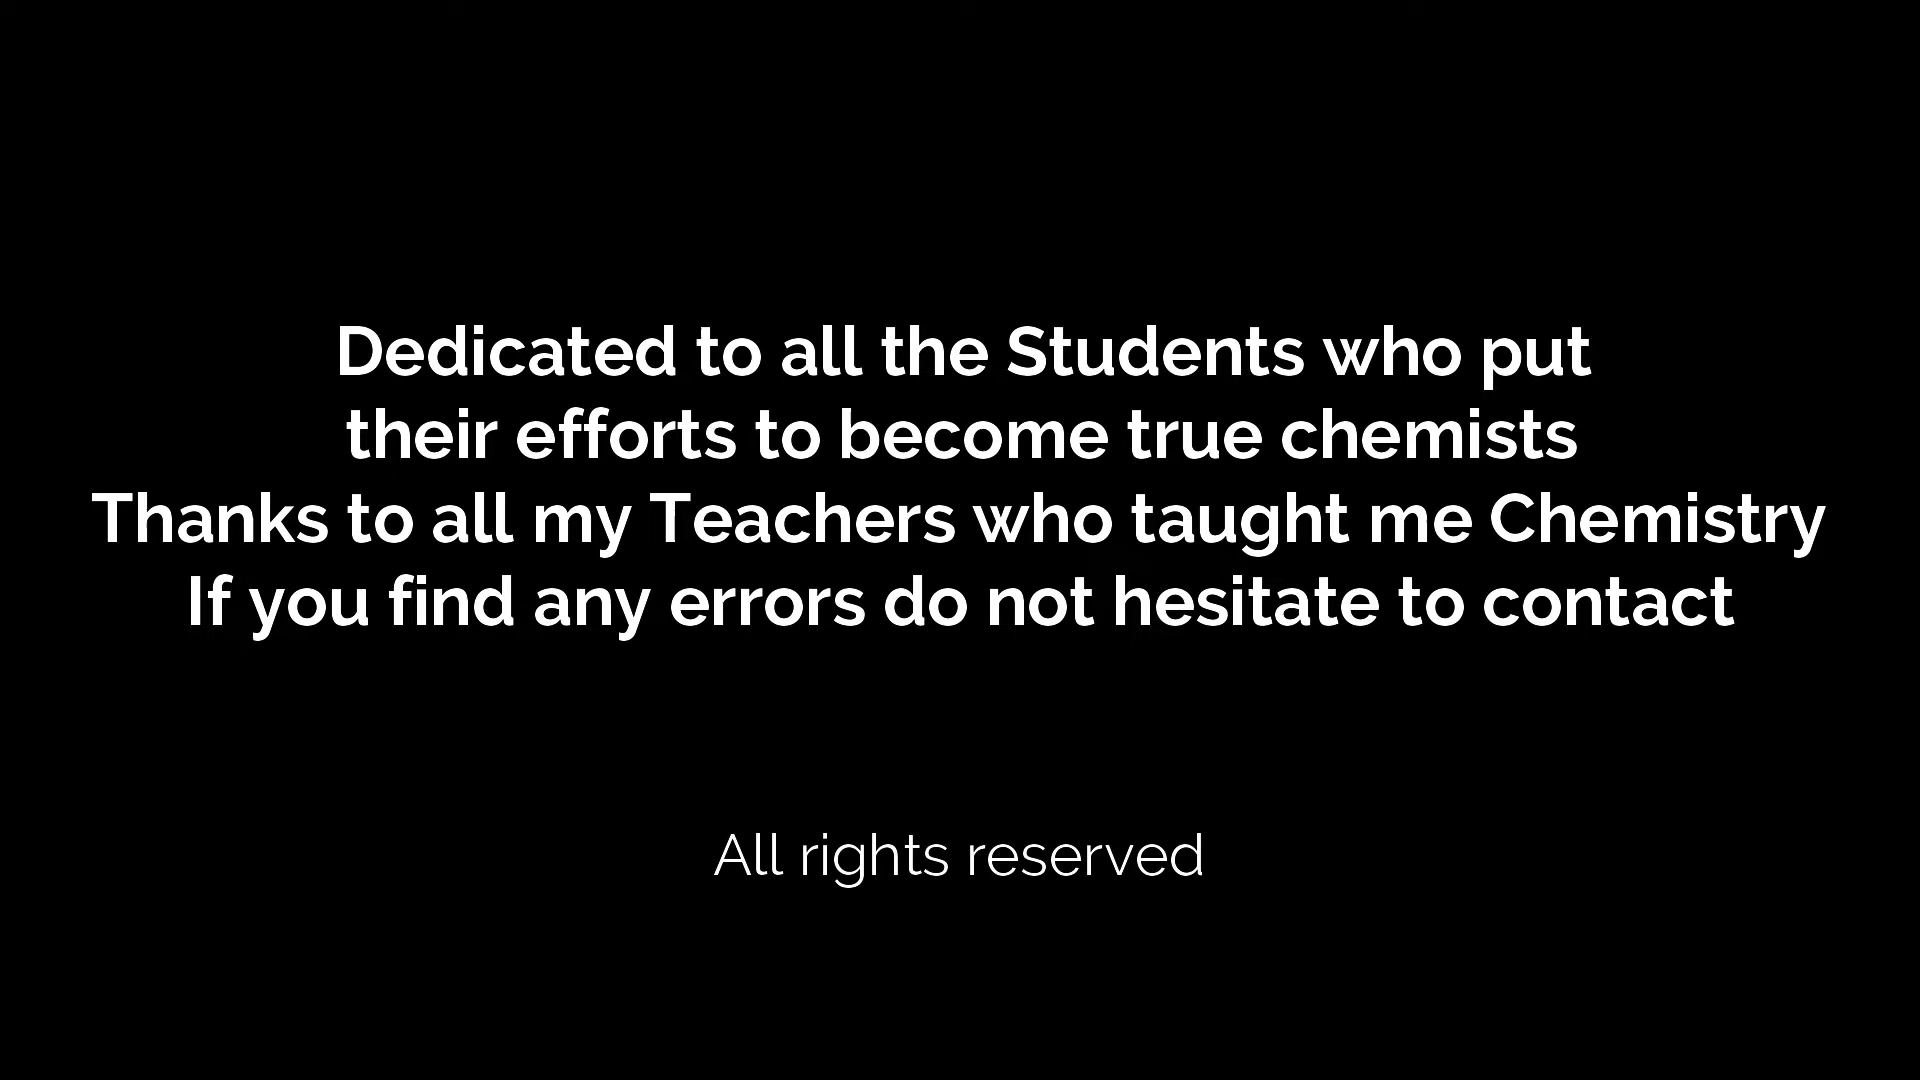 Dedicated to all the Students who put
their efforts to become true chemists
Thanks to all my Teachers who taught me Chemistry
If you find any errors do not hesitate to contact
All rights reserved